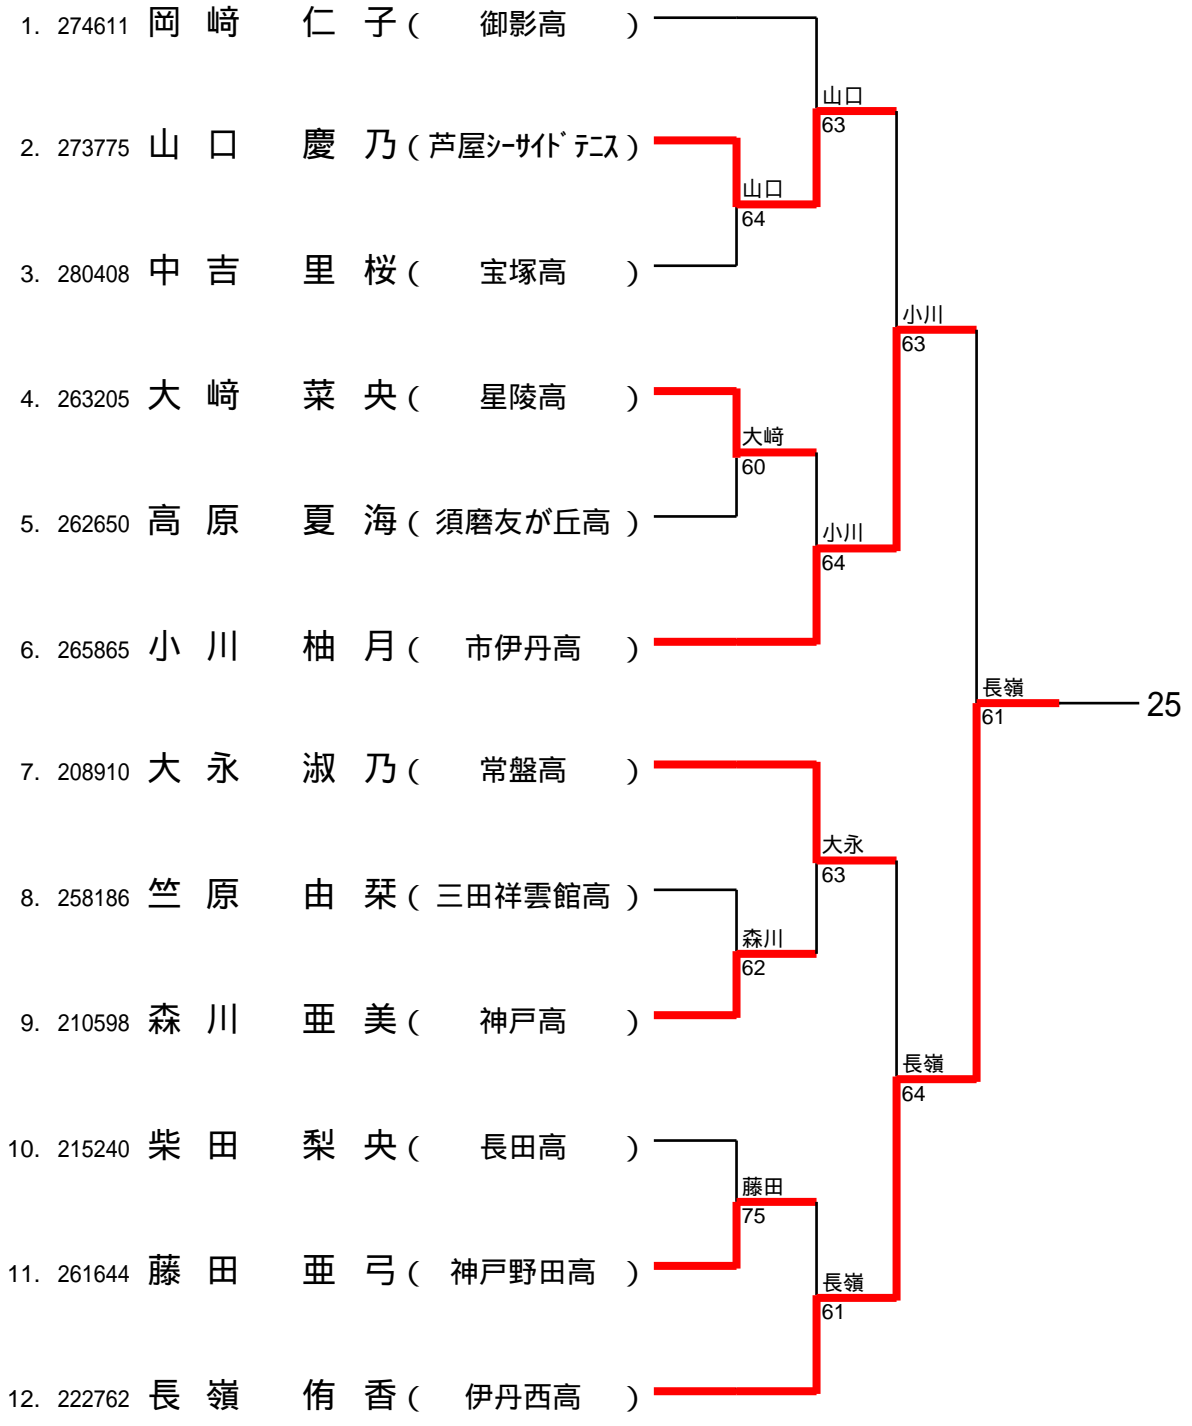 1. 274611 岡﨑 仁子 ( 御影高 )
山口
63
2. 273775 山口 慶乃 ( 芦屋シーサイドテニス )
山口
64
3. 280408 中吉 里桜 ( 宝塚高 )
小川
63
4. 263205 大﨑 菜央 ( 星陵高 )
大﨑
60
5. 262650 高原 夏海 ( 須磨友が丘高 )
小川
64
6. 265865 小川 柚月 ( 市伊丹高 )
長嶺
61
25
7. 208910 大永 淑乃 ( 常盤高 )
大永
63
8. 258186 竺原 由栞 ( 三田祥雲館高 )
森川
62
9. 210598 森川 亜美 ( 神戸高 )
長嶺
64
10. 215240 柴田 梨央 ( 長田高 )
藤田
75
11. 261644 藤田 亜弓 ( 神戸野田高 )
長嶺
61
12. 222762 長嶺 侑香 ( 伊丹西高 )